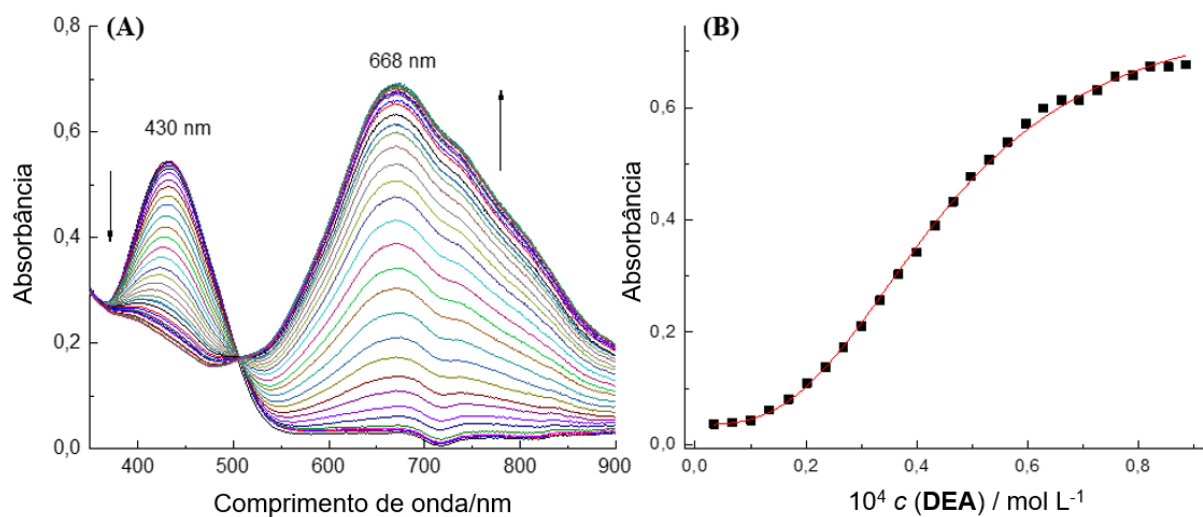 (A)
430 nm
668 nm
Absorbância
0,8
0,6
0,4
0,2
0,0
400 500 600 700 800 900
Comprimento de onda/nm
(B)
Absorbância
0,6
0,4
0,2
0,0
0,0 0,2 0,4 0,6 0,8
10⁴ c (DEA) / mol L⁻¹